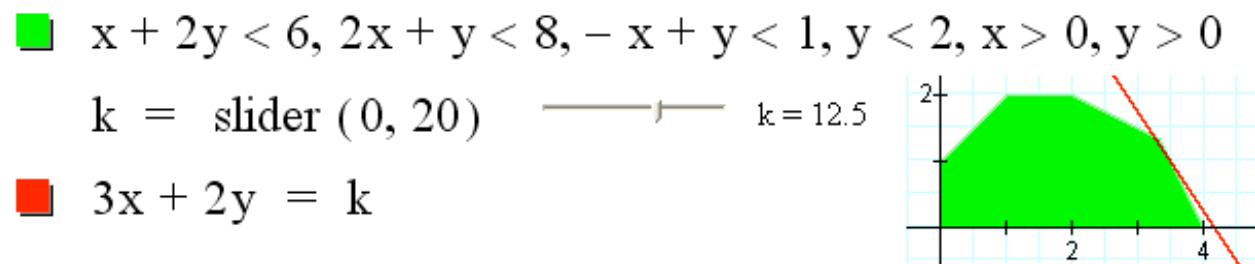 x + 2y < 6, 2x + y < 8, – x + y < 1, y < 2, x > 0, y > 0
k = slider (0, 20) k = 12.5
3x + 2y = k
2
2 4